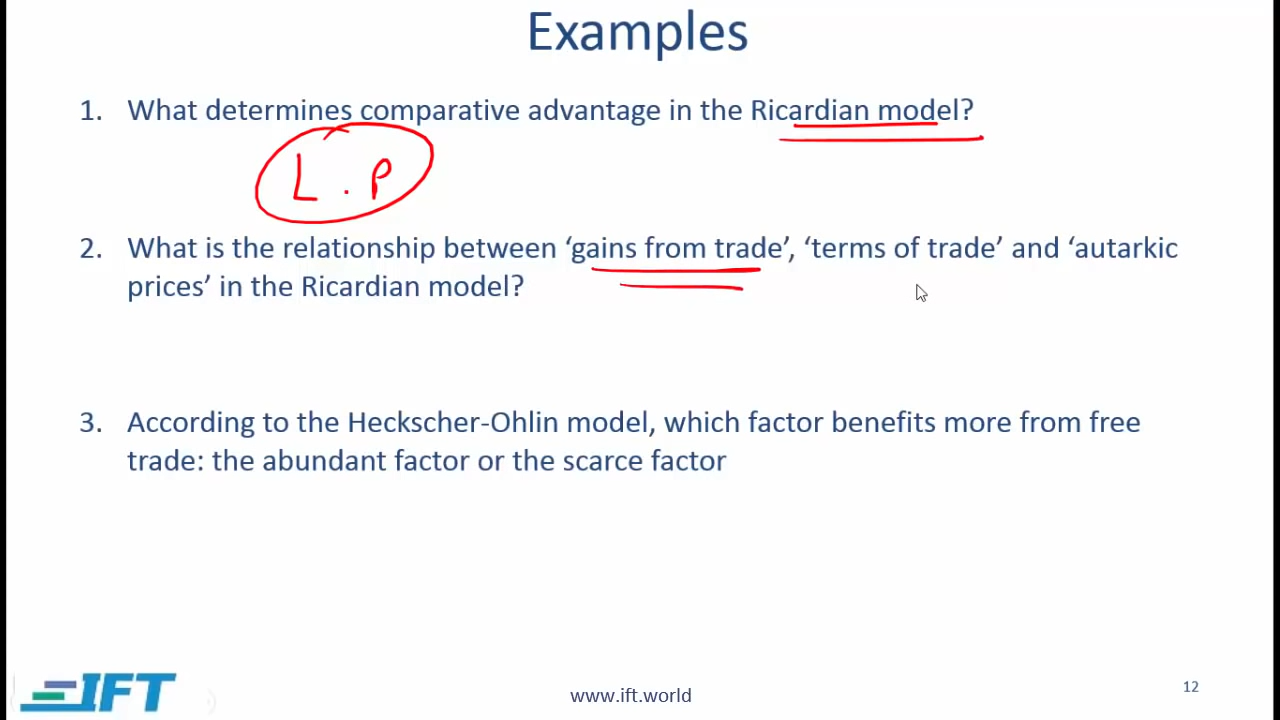 Examples
1. What determines comparative advantage in the Ricardian model?
L . P
2. What is the relationship between ‘gains from trade’, ‘terms of trade’ and ‘autarkic
prices’ in the Ricardian model?
3. According to the Heckscher-Ohlin model, which factor benefits more from free
trade: the abundant factor or the scarce factor
IFT
www.ift.world
12